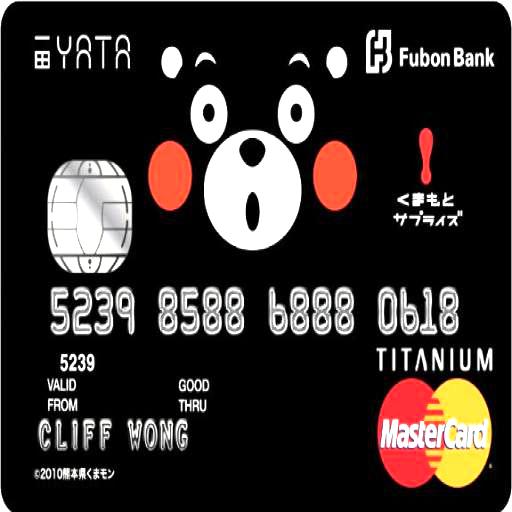 YATA
Fubon Bank
くまもと
サプライズ
5239 8588 6888 0618
5239
TITANIUM
VALID FROM
GOOD THRU
CLIFF WONG
MasterCard
©2010熊本県くまモン